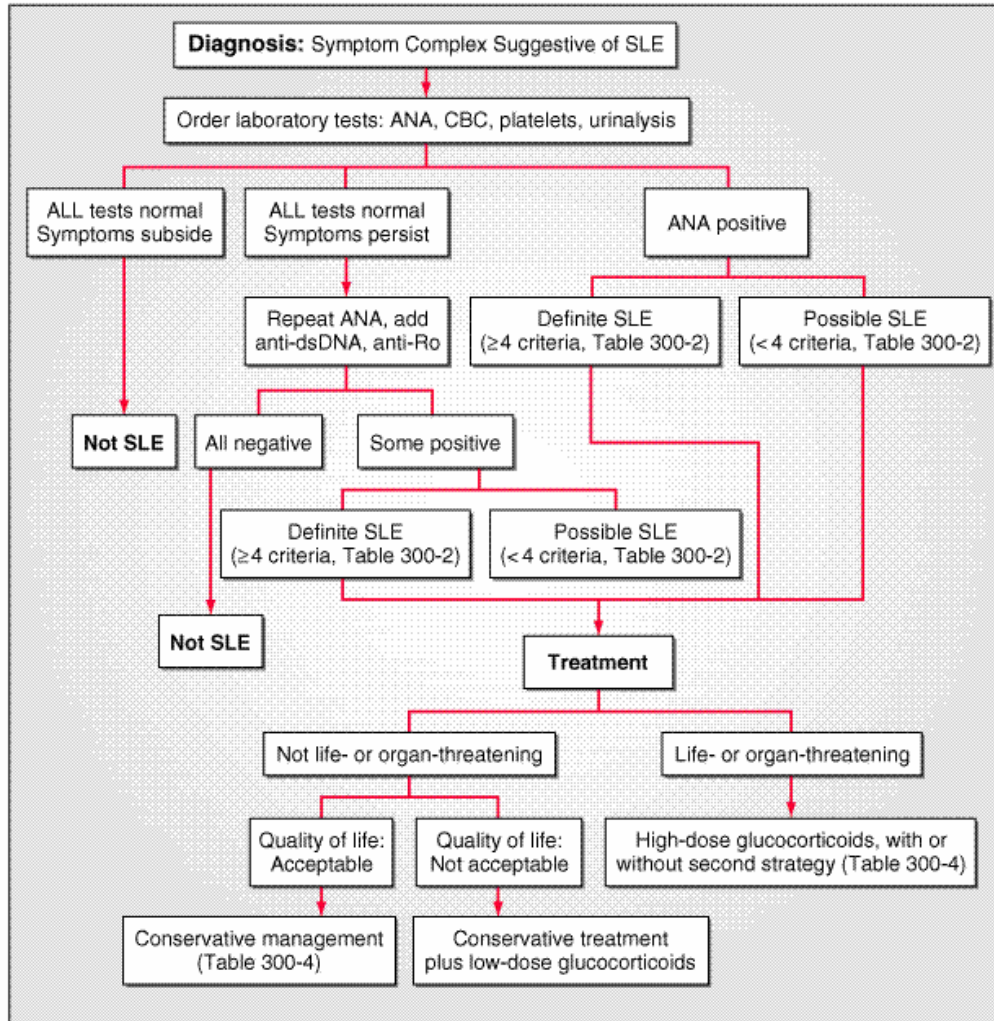 Diagnosis: Symptom Complex Suggestive of SLE
Order laboratory tests: ANA, CBC, platelets, urinalysis
ALL tests normal
Symptoms subside
ALL tests normal
Symptoms persist
ANA positive
Repeat ANA, add
anti-dsDNA, anti-Ro
Definite SLE
(≥4 criteria, Table 300-2)
Possible SLE
(<4 criteria, Table 300-2)
Not SLE
All negative
Some positive
Definite SLE
(≥4 criteria, Table 300-2)
Possible SLE
(<4 criteria, Table 300-2)
Not SLE
Treatment
Not life- or organ-threatening
Life- or organ-threatening
Quality of life:
Acceptable
Quality of life:
Not acceptable
High-dose glucocorticoids, with or
without second strategy (Table 300-4)
Conservative management
(Table 300-4)
Conservative treatment
plus low-dose glucocorticoids